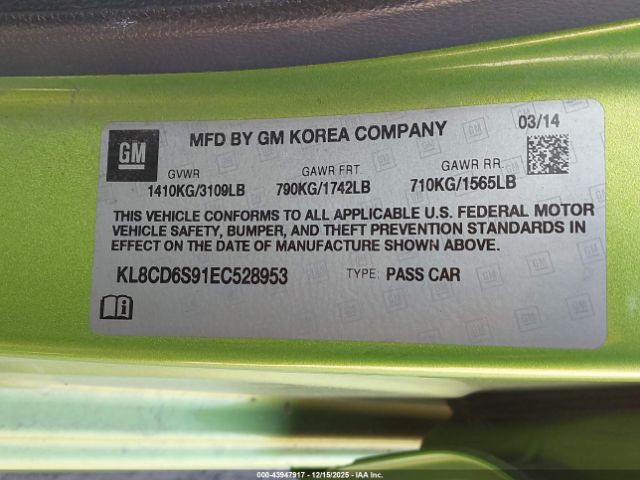 GM
MFD BY GM KOREA COMPANY
03/14
GVWR GAWR FRT. GAWR RR.
1410KG/3109LB 790KG/1742LB 710KG/1565LB
THIS VEHICLE CONFORMS TO ALL APPLICABLE U.S. FEDERAL MOTOR
VEHICLE SAFETY, BUMPER, AND THEFT PREVENTION STANDARDS IN
EFFECT ON THE DATE OF MANUFACTURE SHOWN ABOVE.
KL8CD6S91EC528953 TYPE: PASS CAR
000-43947917 - 12/15/2025 - IAA Inc.